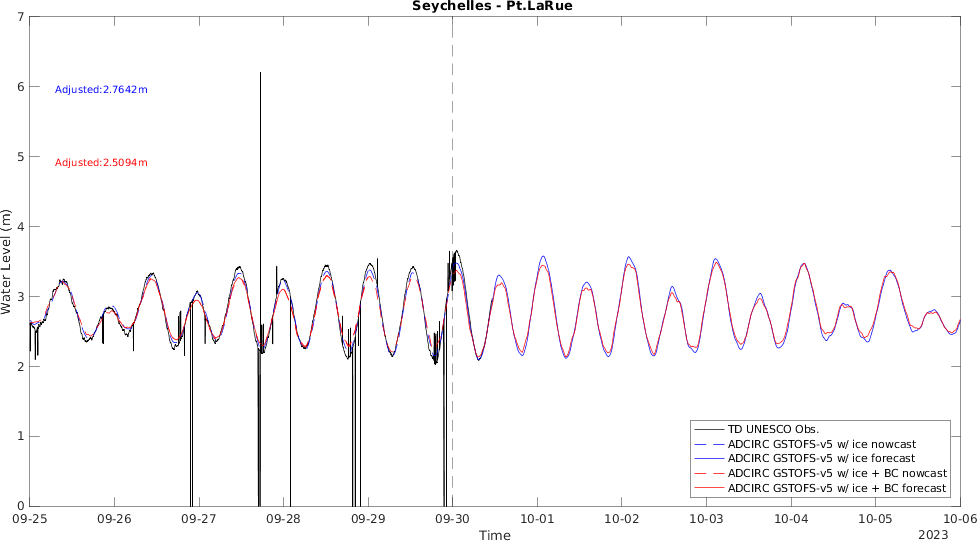 Seychelles - Pt.LaRue
7
6
5
4
3
2
1
0
Water Level (m)
Adjusted:2.7642m
Adjusted:2.5094m
TD UNESCO Obs.
ADCIRC GSTOFS-v5 w/ ice nowcast
ADCIRC GSTOFS-v5 w/ ice forecast
ADCIRC GSTOFS-v5 w/ ice + BC nowcast
ADCIRC GSTOFS-v5 w/ ice + BC forecast
09-25 09-26 09-27 09-28 09-29 09-30 10-01 10-02 10-03 10-04 10-05 10-06
Time
2023